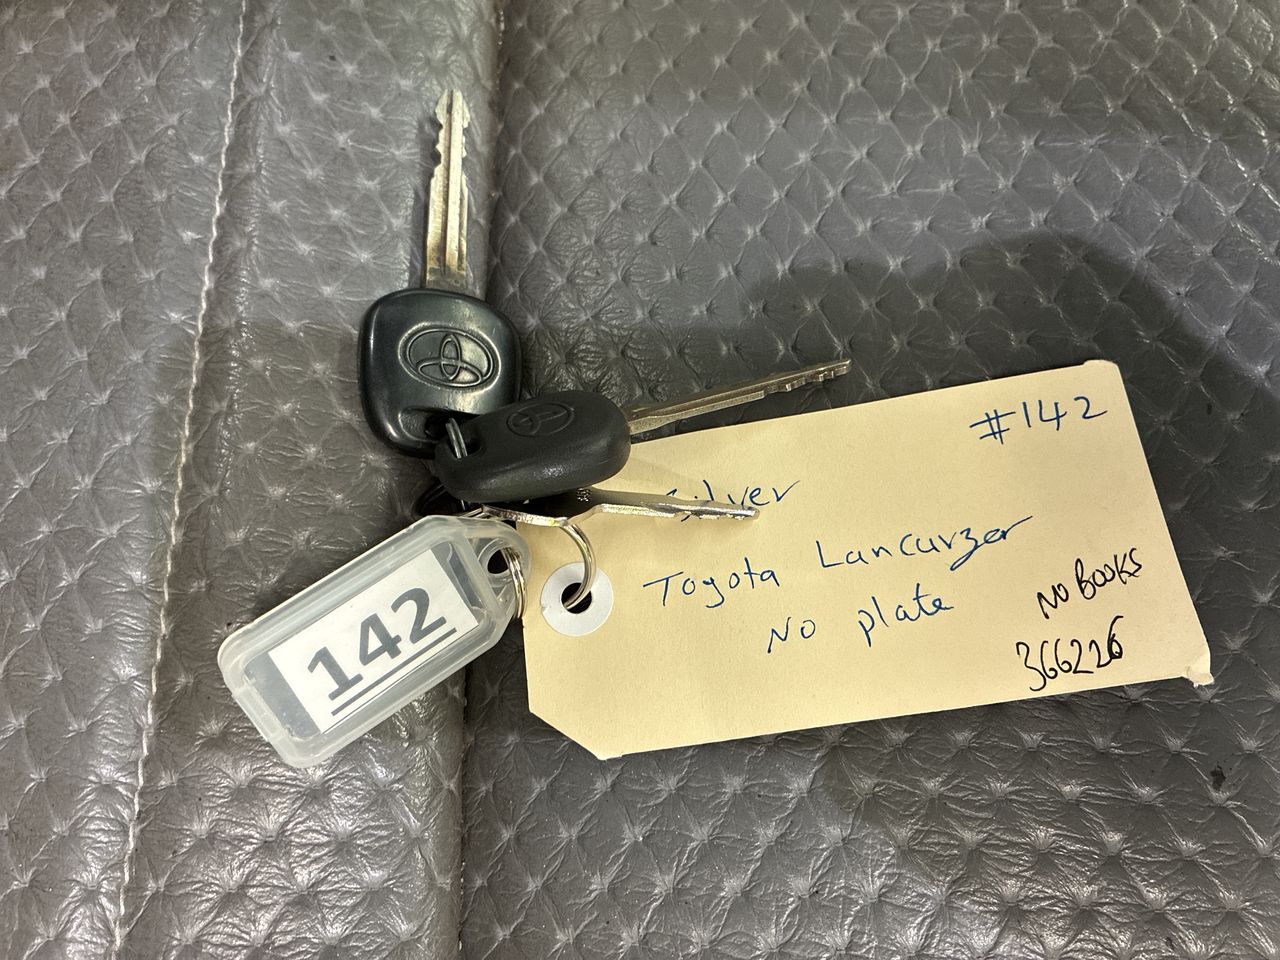 #142
Silver
Toyota Lancurzer
No plate
NO BOOKS
366226
142